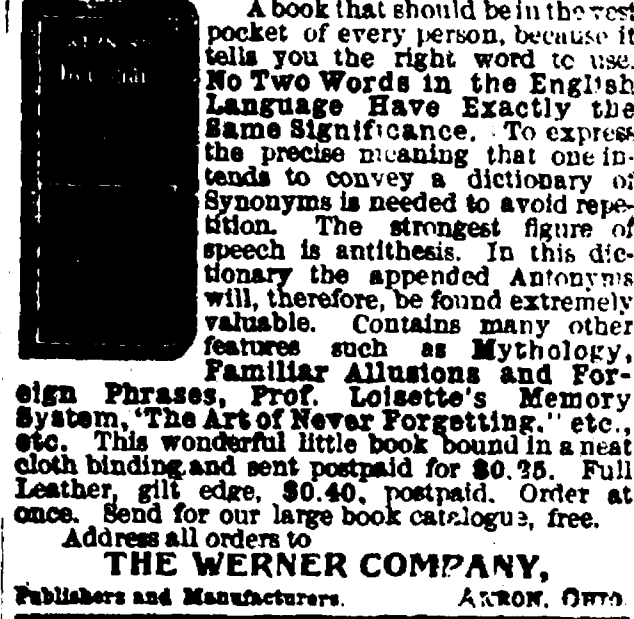 A book that should be in the vest
pocket of every person, because it
tells you the right word to use.
No Two Words in the English
Language Have Exactly the
Same Significance. To express
the precise meaning that one in-
tends to convey a dictionary of
Synonyms is needed to avoid repe-
tition. The strongest figure of
speech is antithesis. In this dic-
tionary the appended Antonyms
will, therefore, be found extremely
valuable. Contains many other
features such as Mythology,
Familiar Allusions and For-
eign Phrases, Prof. Loisette's Memory
System, 'The Art of Never Forgetting," etc.,
etc. This wonderful little book bound in a neat
cloth binding and sent postpaid for $0.25. Full
Leather, gilt edge, $0.40, postpaid. Order at
once. Send for our large book catalogue, free.
Address all orders to
THE WERNER COMPANY,
Publishers and Manufacturers. AKRON, OHIO